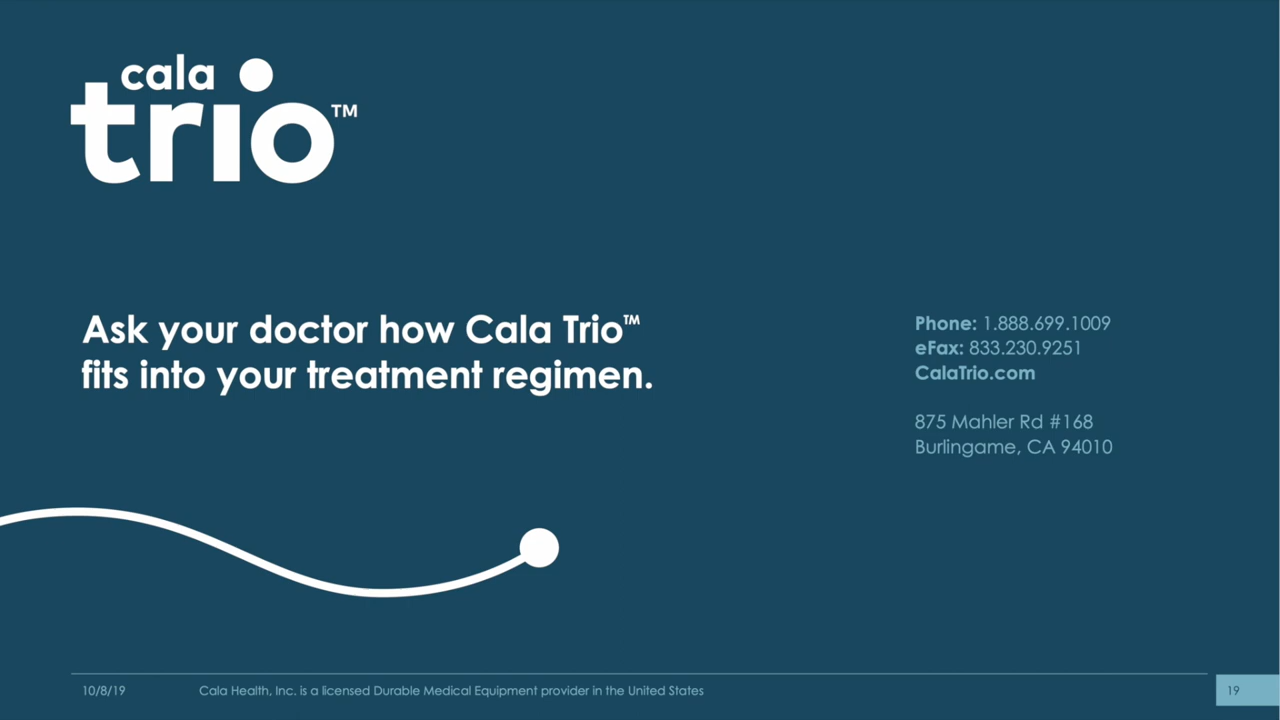 cala
trio™
Ask your doctor how Cala Trio™
fits into your treatment regimen.
Phone: 1.888.699.1009
eFax: 833.230.9251
CalaTrio.com
875 Mahler Rd #168
Burlingame, CA 94010
10/8/19
Cala Health, Inc. is a licensed Durable Medical Equipment provider in the United States
19